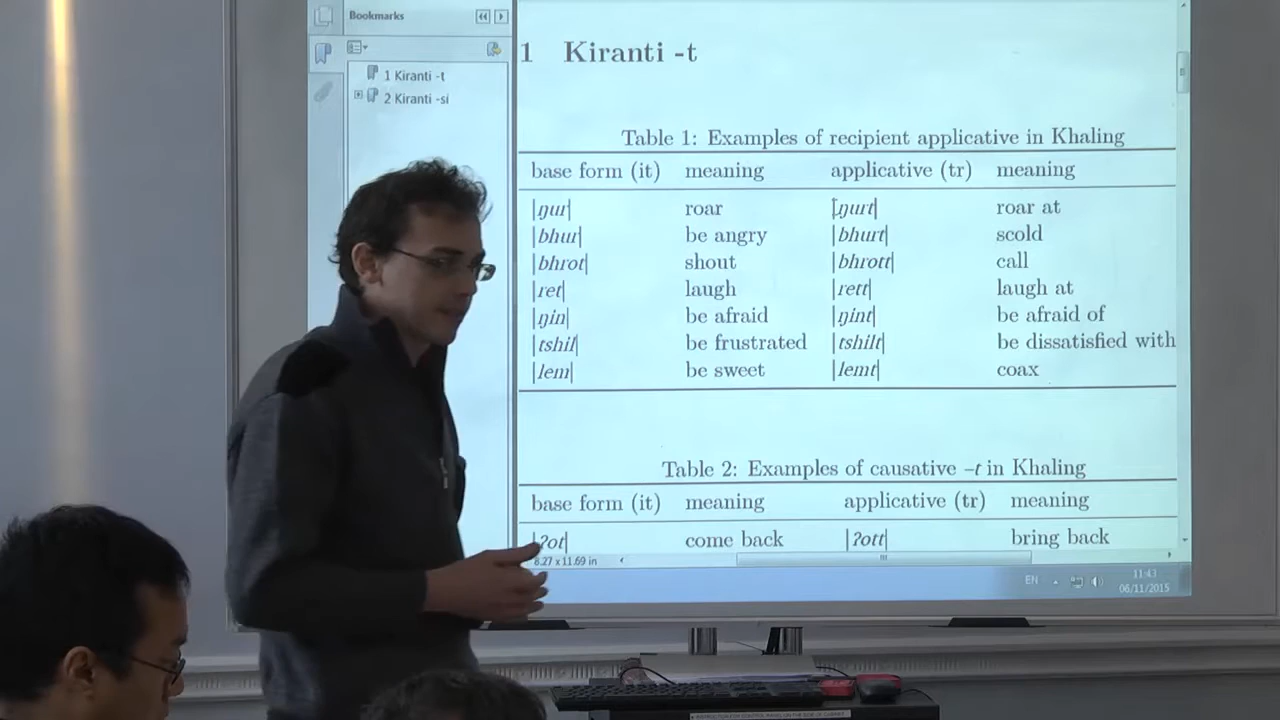 Bookmarks
1 Kiranti -t
2 Kiranti -si
1 Kiranti -t
Table 1: Examples of recipient applicative in Khaling
base form (it) meaning applicative (tr) meaning
|ŋur| roar |ŋurt| roar at
|bhur| be angry |bhurt| scold
|bhrot| shout |bhrott| call
|ret| laugh |rett| laugh at
|ŋin| be afraid |ŋint| be afraid of
|tshil| be frustrated |tshilt| be dissatisfied with
|lem| be sweet |lemt| coax
Table 2: Examples of causative –t in Khaling
base form (it) meaning applicative (tr) meaning
|ʔot| come back |ʔott| bring back
8.27 x 11.69 in
EN
11:43
06/11/2015